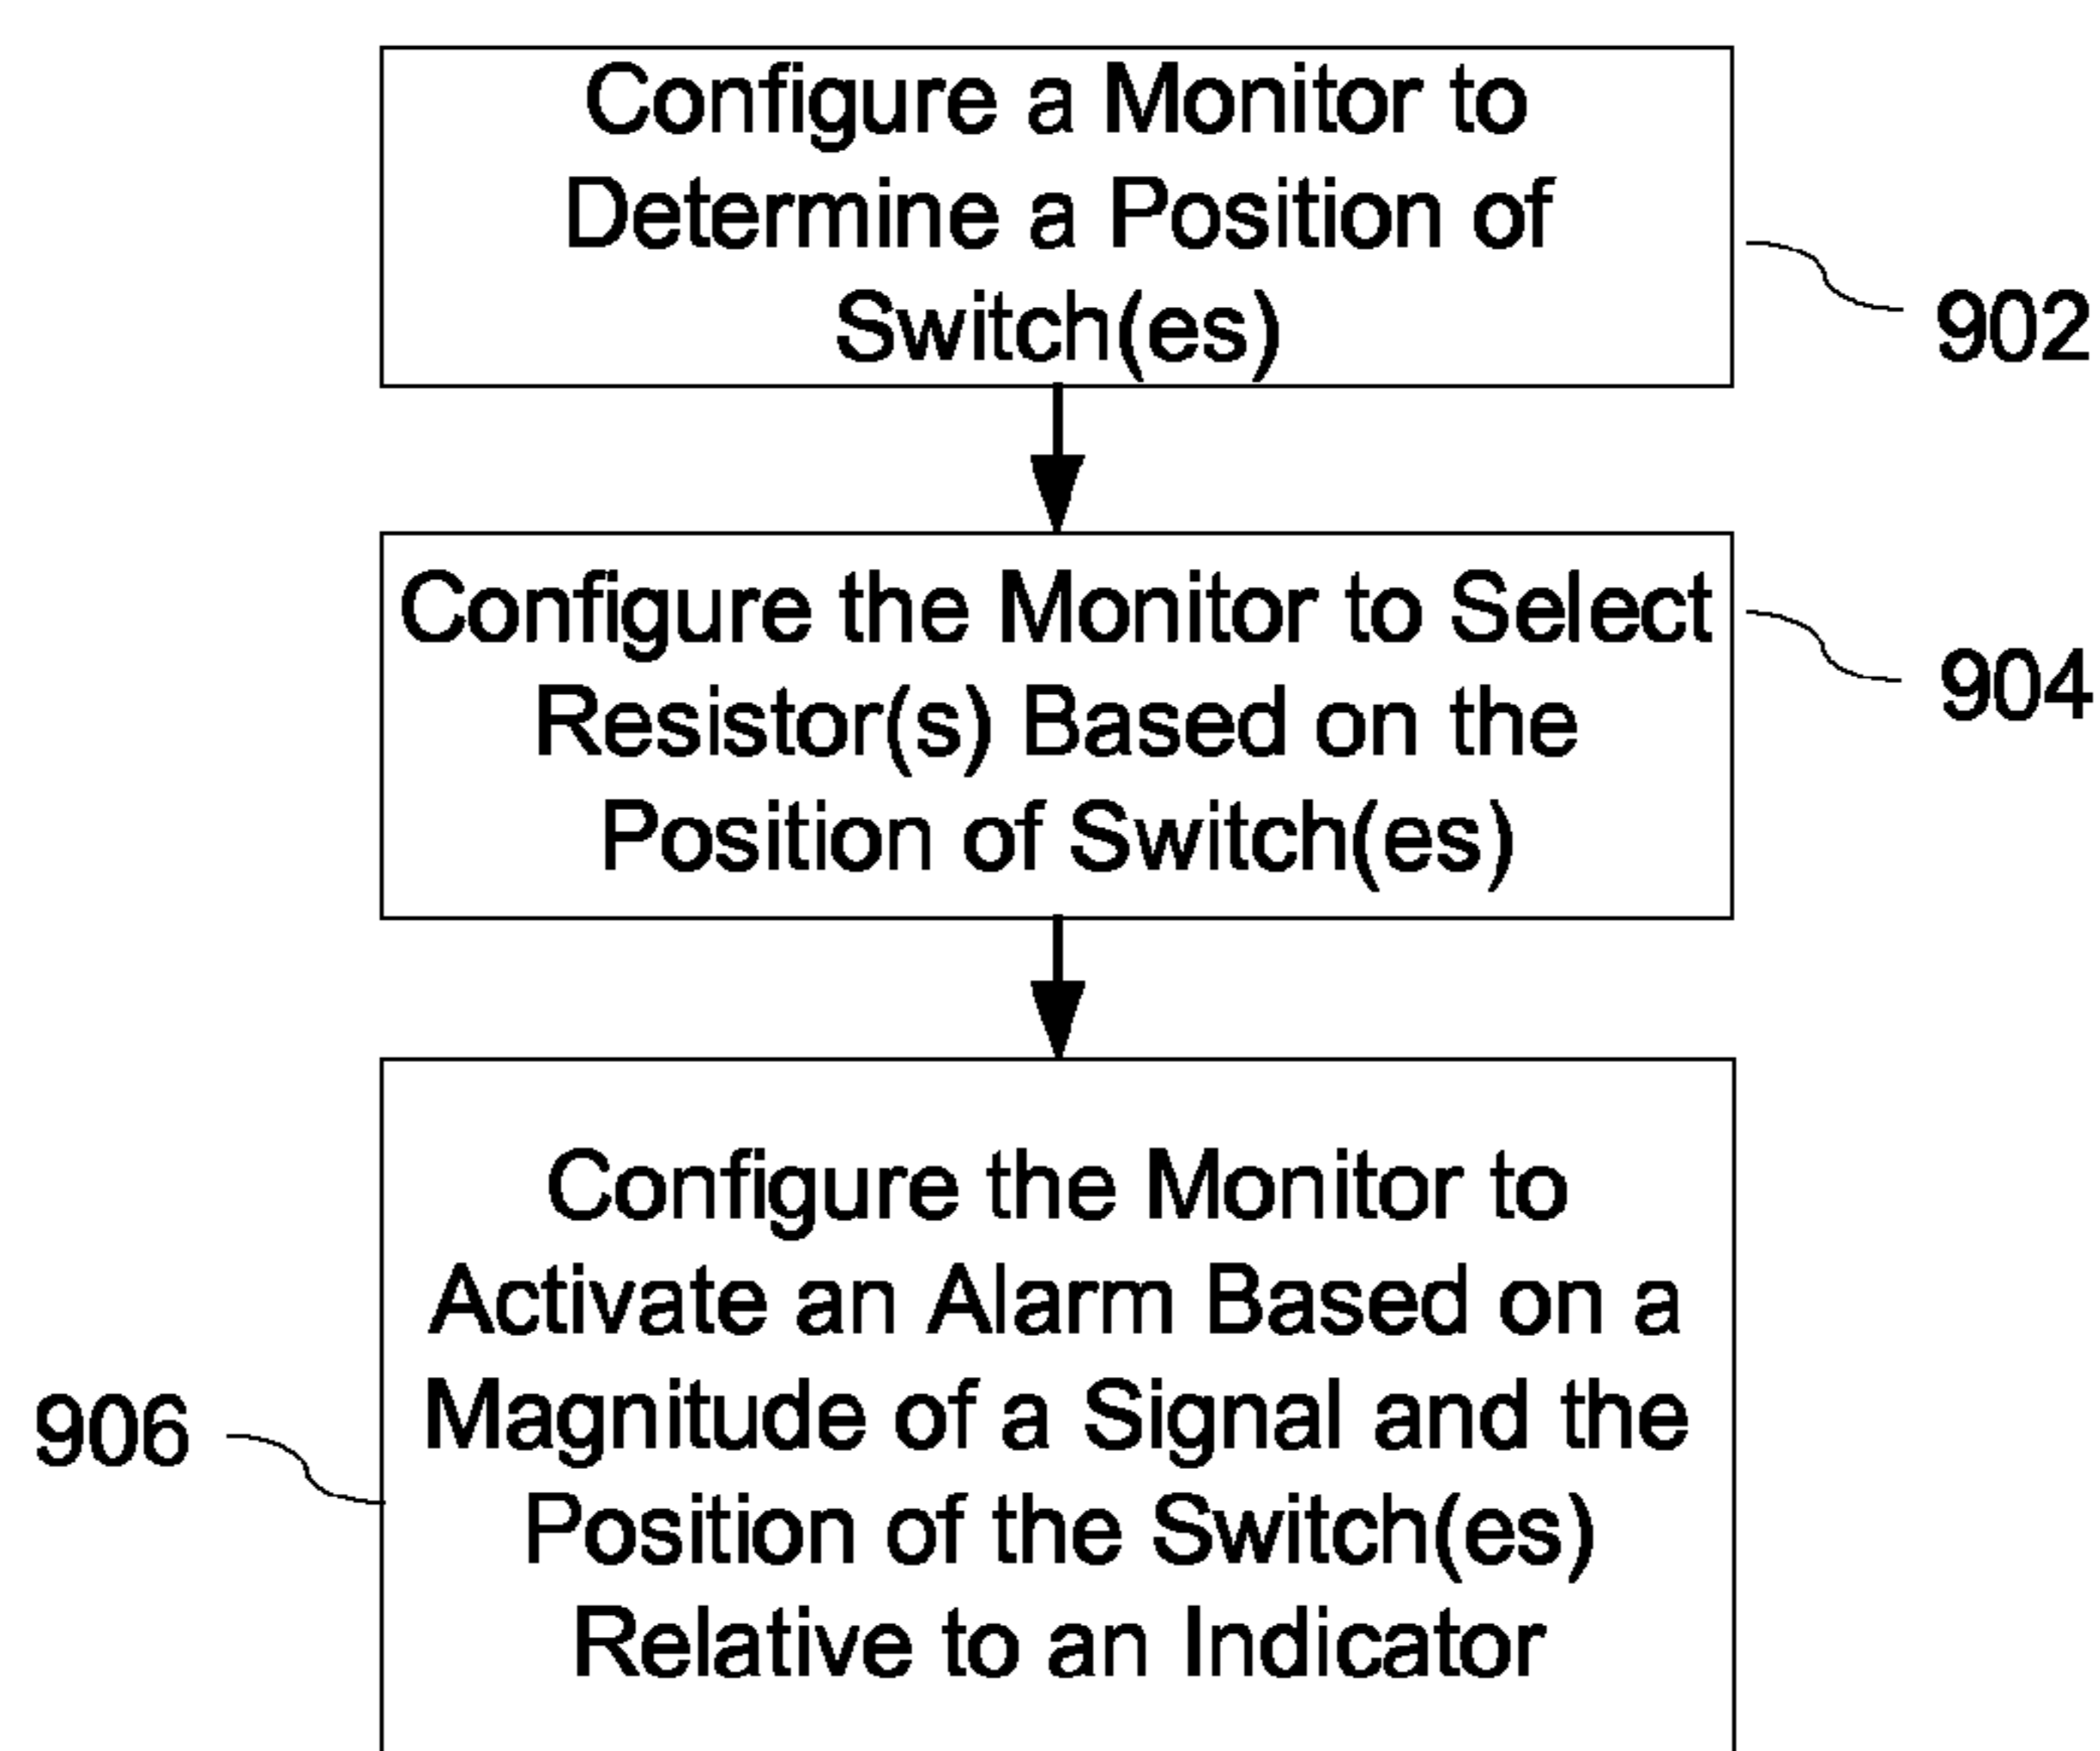 Configure a Monitor to
Determine a Position of
Switch(es)
902
Configure the Monitor to Select
Resistor(s) Based on the
Position of Switch(es)
904
Configure the Monitor to
Activate an Alarm Based on a
Magnitude of a Signal and the
Position of the Switch(es)
Relative to an Indicator
906